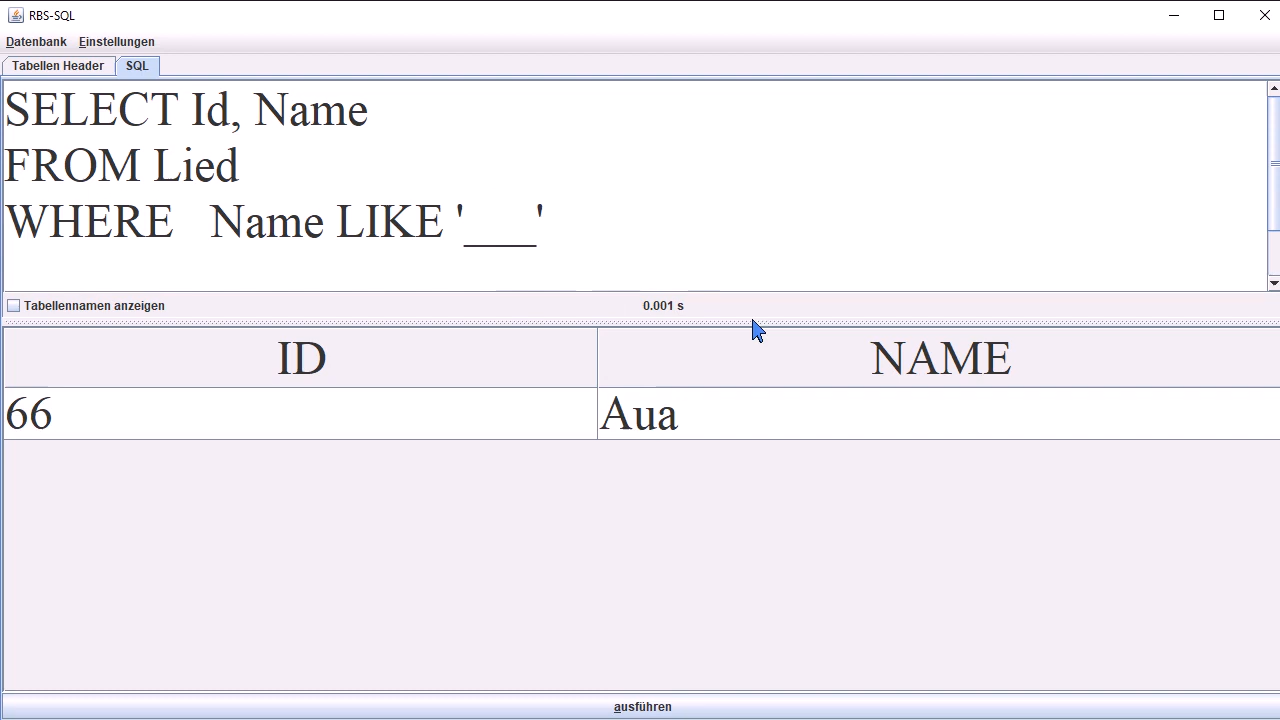 RBS-SQL
Datenbank Einstellungen
Tabellen Header SQL
SELECT Id, Name
FROM Lied
WHERE   Name LIKE '___'
Tabellennamen anzeigen 0.001 s
ID NAME
66 Aua
ausführen